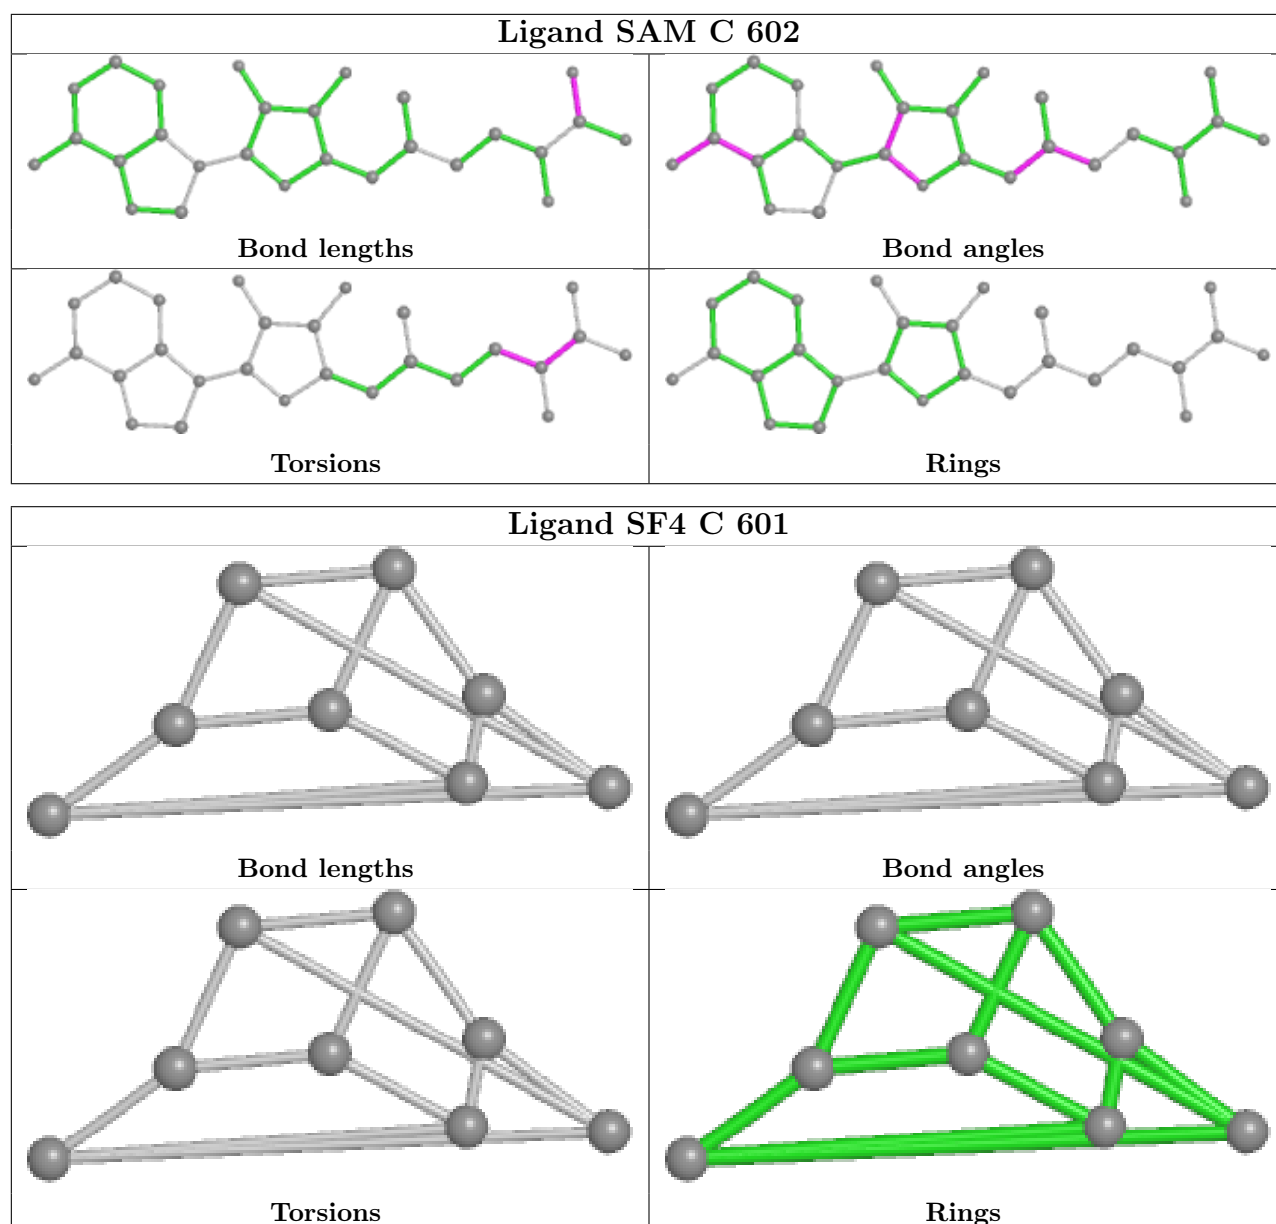 Ligand SAM C 602
Bond lengths
Bond angles
Torsions
Rings
Ligand SF4 C 601
Bond lengths
Bond angles
Torsions
Rings